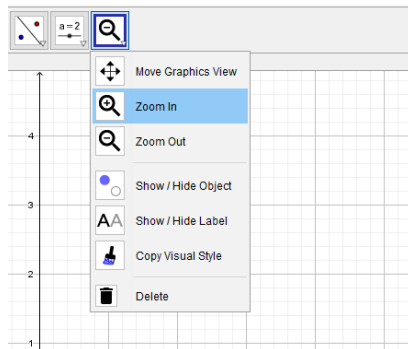 a=2
Move Graphics View
Zoom In
Zoom Out
Show / Hide Object
AA Show / Hide Label
Copy Visual Style
Delete
4
3
2
1